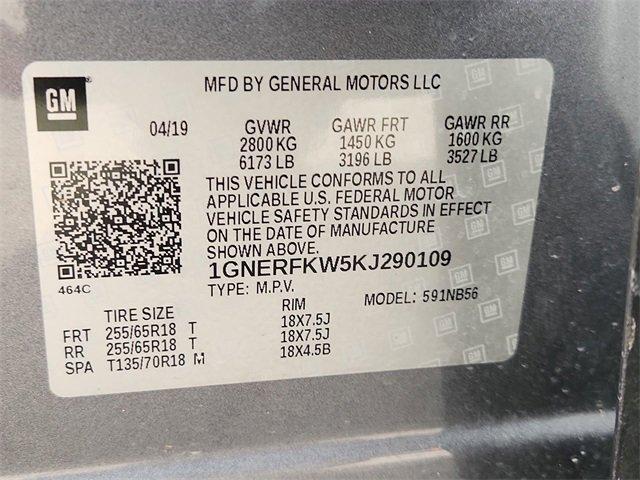 GM
MFD BY GENERAL MOTORS LLC
04/19 GVWR GAWR FRT GAWR RR
2800 KG 1450 KG 1600 KG
6173 LB 3196 LB 3527 LB
THIS VEHICLE CONFORMS TO ALL
APPLICABLE U.S. FEDERAL MOTOR
VEHICLE SAFETY STANDARDS IN EFFECT
ON THE DATE OF MANUFACTURE
SHOWN ABOVE.
464C
1GNERFKW5KJ290109
TYPE: M.P.V. MODEL: 591NB56
TIRE SIZE RIM
FRT 255/65R18 T 18X7.5J
RR 255/65R18 T 18X7.5J
SPA T135/70R18 M 18X4.5B